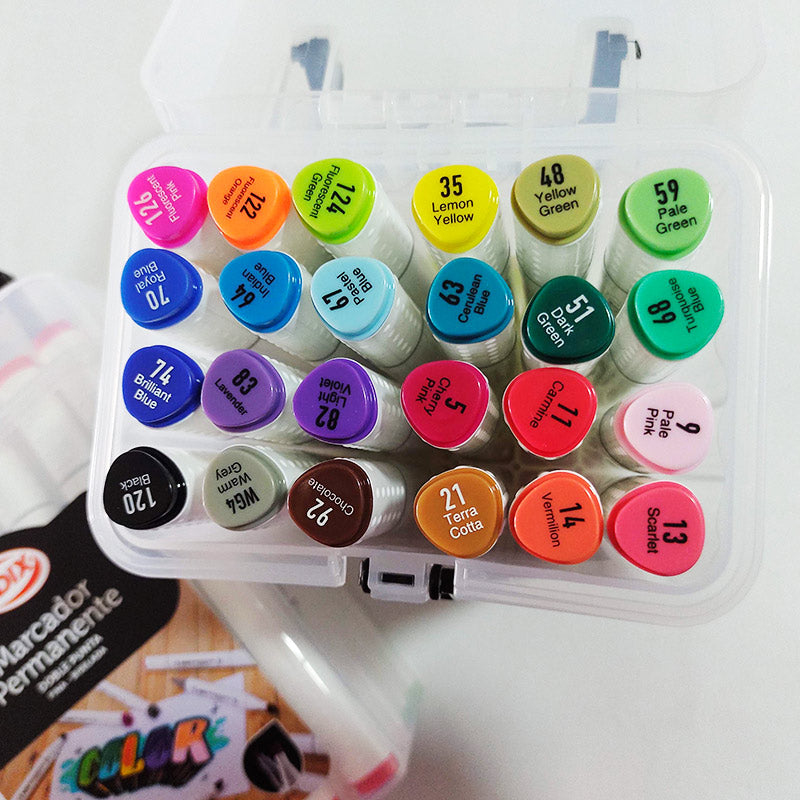 126
Fluorescent
Pink
122
Fluorescent
Orange
124
Fluorescent
Green
35
Lemon
Yellow
48
Yellow
Green
59
Pale
Green
70
Royal
Blue
64
Indian
Blue
67
Pastel
Blue
63
Cerulean
Blue
51
Dark
Green
68
Turquoise
Blue
74
Brilliant
Blue
83
Lavender
82
Light
Violet
5
Cherry
Pink
11
Carmine
9
Pale
Pink
120
Black
WG4
Warm
Grey
92
Chocolate
21
Terra
Cotta
14
Vermilion
13
Scarlet
Marcador
Permanente
DOBLE PUNTA
COLOR